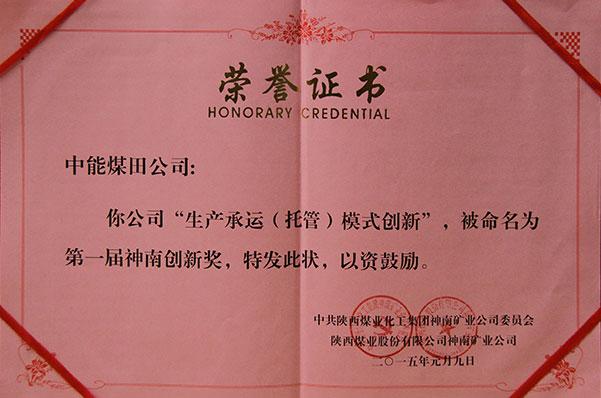 荣誉证书
HONORARY CREDENTIAL
中能煤田公司:
你公司“生产承运(托管)模式创新”,被命名为
第一届神南创新奖,特发此状,以资鼓励。
中共陕西煤业化工集团神南矿业公司委员会
陕西煤业股份有限公司神南矿业公司
二〇一五年元月九日